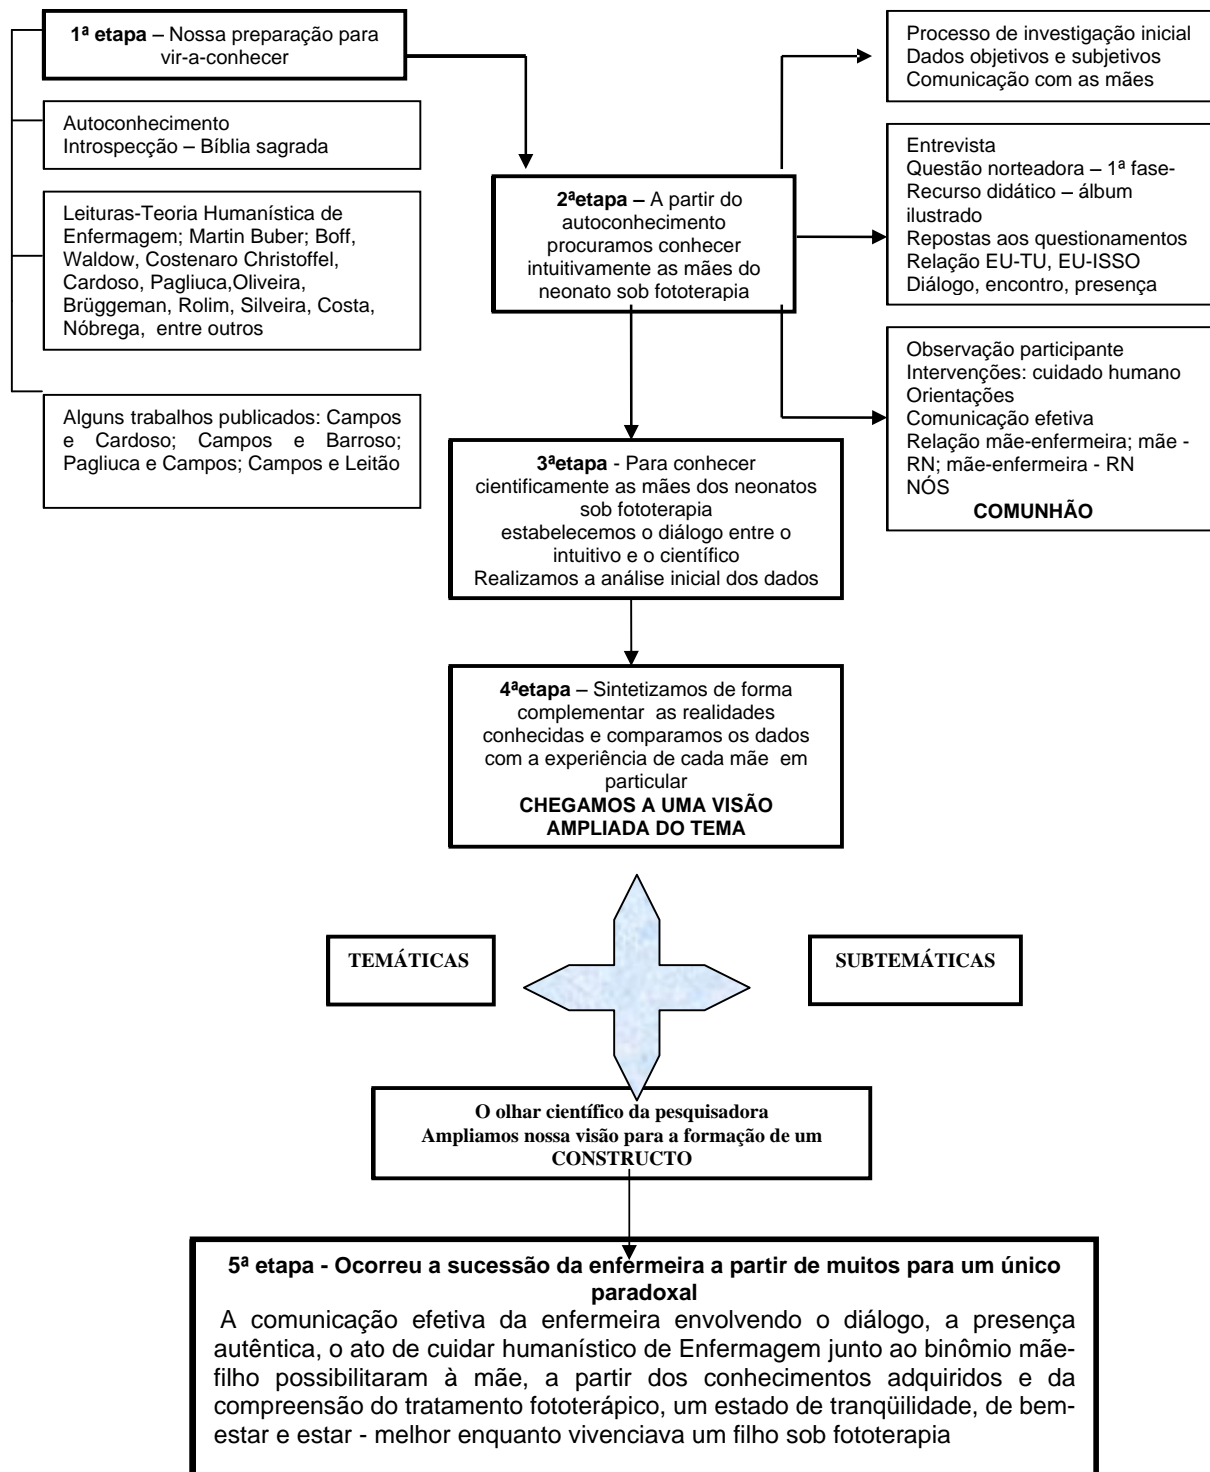 1ª etapa – Nossa preparação para
vir-a-conhecer
Autoconhecimento
Introspecção – Bíblia sagrada
Leituras-Teoria Humanística de
Enfermagem; Martin Buber; Boff,
Waldow, Costenaro Christoffel,
Cardoso, Pagliuca,Oliveira,
Brüggeman, Rolim, Silveira, Costa,
Nóbrega, entre outros
Alguns trabalhos publicados: Campos
e Cardoso; Campos e Barroso;
Pagliuca e Campos; Campos e Leitão
2ªetapa – A partir do
autoconhecimento
procuramos conhecer
intuitivamente as mães do
neonato sob fototerapia
Processo de investigação inicial
Dados objetivos e subjetivos
Comunicação com as mães
Entrevista
Questão norteadora – 1ª fase-
Recurso didático – álbum
ilustrado
Repostas aos questionamentos
Relação EU-TU, EU-ISSO
Diálogo, encontro, presença
Observação participante
Intervenções: cuidado humano
Orientações
Comunicação efetiva
Relação mãe-enfermeira; mãe -
RN; mãe-enfermeira - RN
NÓS
COMUNHÃO
3ªetapa - Para conhecer
cientificamente as mães dos neonatos
sob fototerapia
estabelecemos o diálogo entre o
intuitivo e o científico
Realizamos a análise inicial dos dados
4ªetapa – Sintetizamos de forma
complementar as realidades
conhecidas e comparamos os dados
com a experiência de cada mãe em
particular
CHEGAMOS A UMA VISÃO
AMPLIADA DO TEMA
TEMÁTICAS
SUBTEMÁTICAS
O olhar científico da pesquisadora
Ampliamos nossa visão para a formação de um
CONSTRUCTO
5ª etapa - Ocorreu a sucessão da enfermeira a partir de muitos para um único
paradoxal
A comunicação efetiva da enfermeira envolvendo o diálogo, a presença
autêntica, o ato de cuidar humanístico de Enfermagem junto ao binômio mãe-
filho possibilitaram à mãe, a partir dos conhecimentos adquiridos e da
compreensão do tratamento fototerápico, um estado de tranqüilidade, de bem-
estar e estar - melhor enquanto vivenciava um filho sob fototerapia